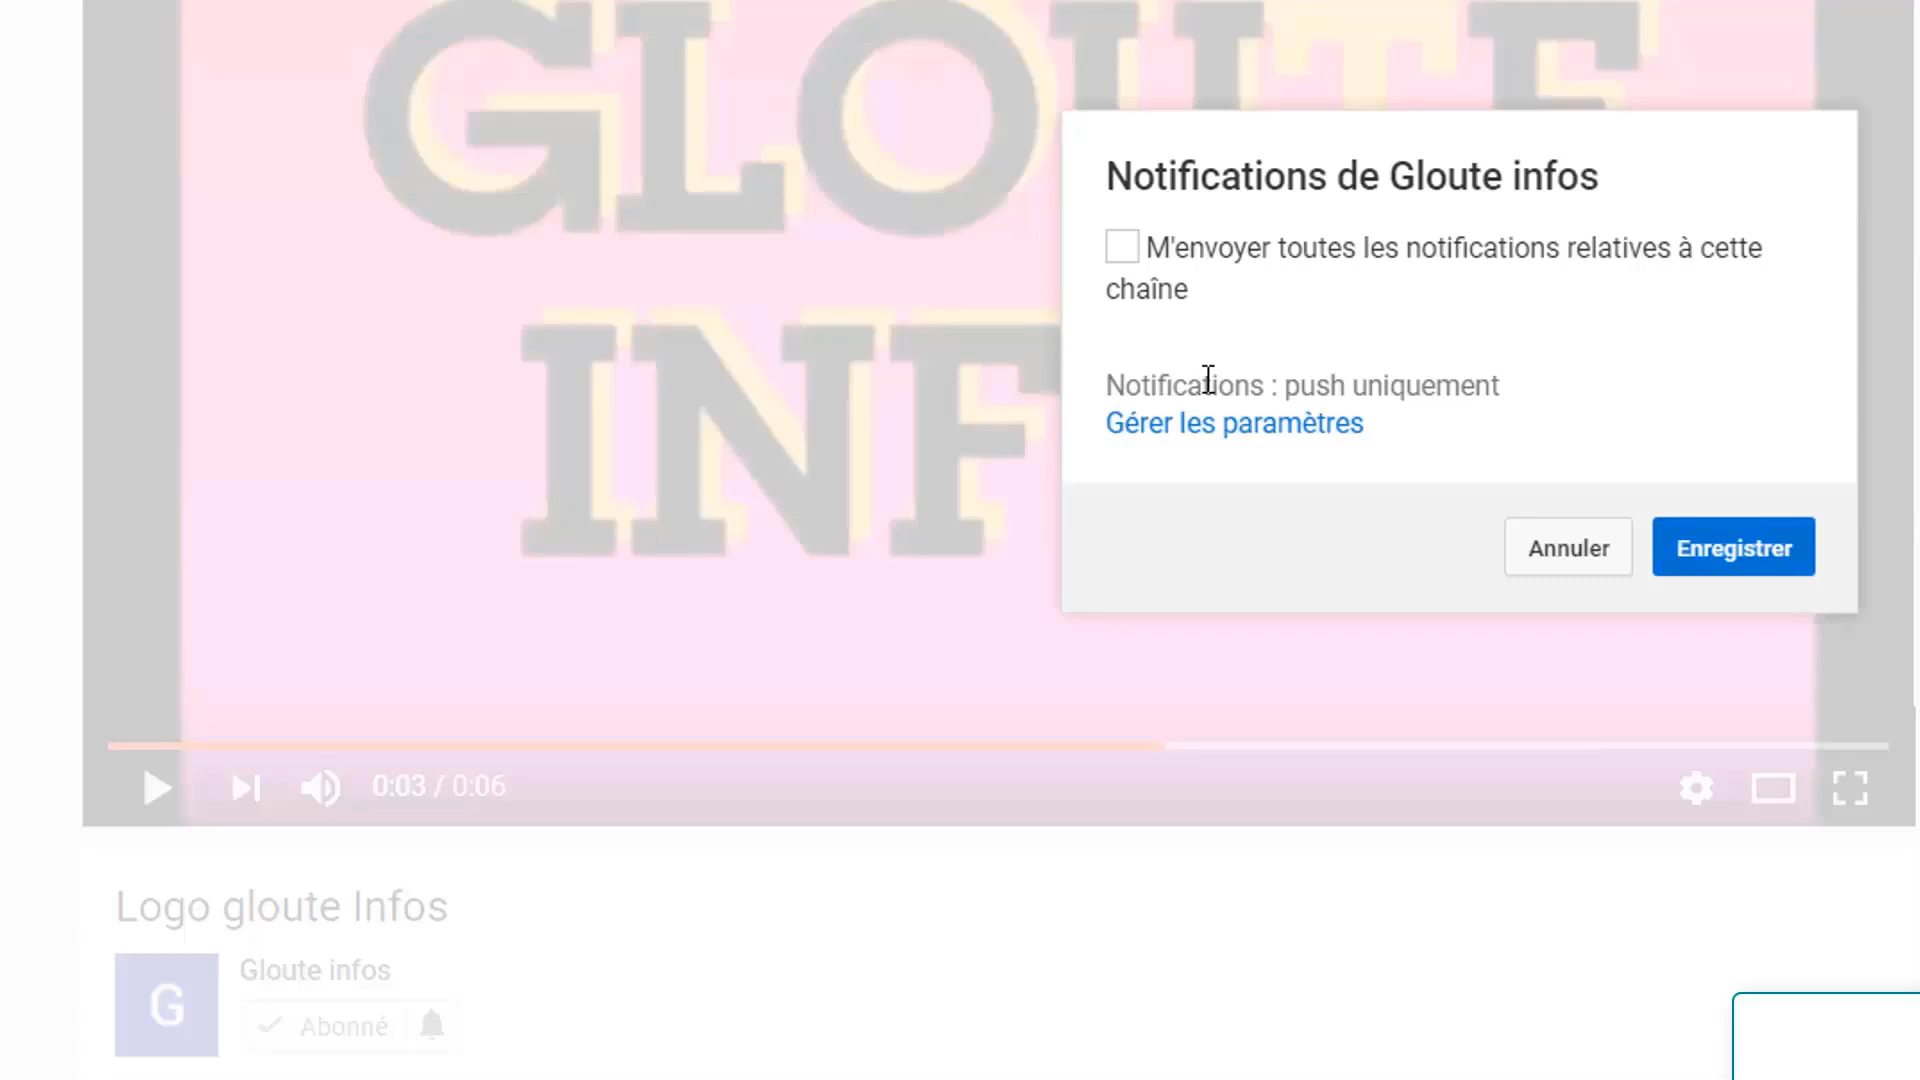 GLOUTE
INF
Notifications de Gloute infos
M'envoyer toutes les notifications relatives à cette
chaîne
Notifications : push uniquement
Gérer les paramètres
Annuler
Enregistrer
0:03 / 0:06
Logo gloute Infos
G
Gloute infos
Abonné